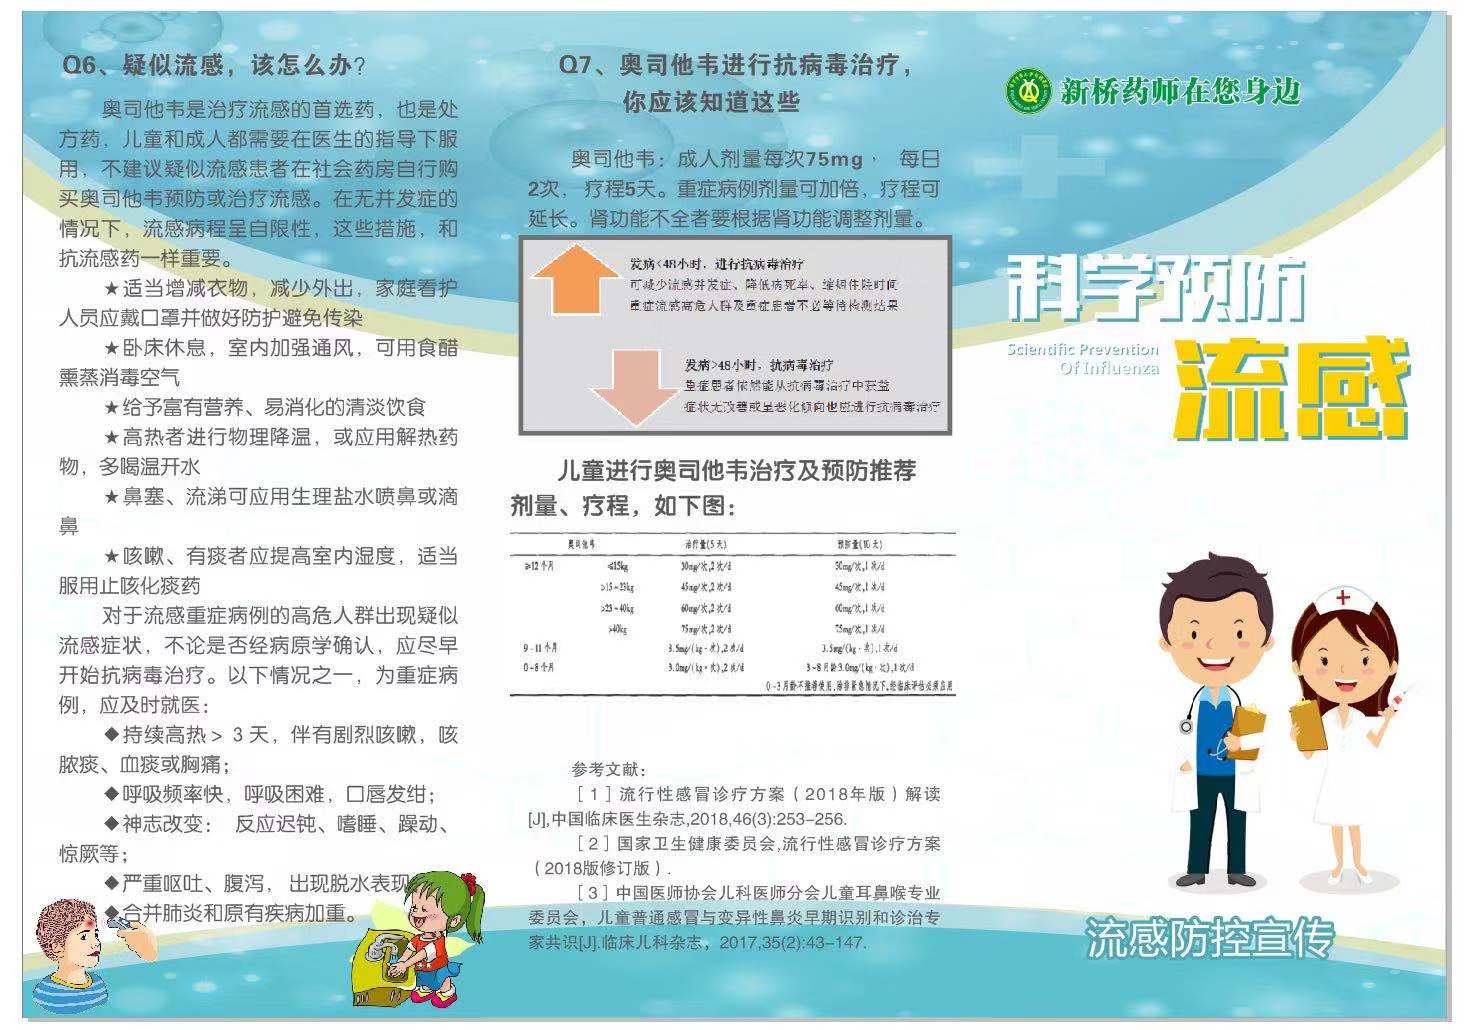 Q6、疑似流感，该怎么办？
奥司他韦是治疗流感的首选药，也是处
方药，儿童和成人都需要在医生的指导下服
用，不建议疑似流感患者在社会药房自行购
买奥司他韦预防或治疗流感。在无并发症的
情况下，流感病程呈自限性，这些措施，和
抗流感药一样重要。
★适当增减衣物，减少外出，家庭看护
人员应戴口罩并做好防护避免传染
★卧床休息，室内加强通风，可用食醋
熏蒸消毒空气
★给予富有营养、易消化的清淡饮食
★高热者进行物理降温，或应用解热药
物，多喝温开水
★鼻塞、流涕可应用生理盐水喷鼻或滴
鼻
★咳嗽、有痰者应提高室内湿度，适当
服用止咳化痰药
对于流感重症病例的高危人群出现疑似
流感症状，不论是否经病原学确认，应尽早
开始抗病毒治疗。以下情况之一，为重症病
例，应及时就医：
◆持续高热＞ 3 天，伴有剧烈咳嗽，咳
脓痰、血痰或胸痛；
◆呼吸频率快，呼吸困难，口唇发绀；
◆神志改变： 反应迟钝、嗜睡、躁动、
惊厥等；
◆严重呕吐、腹泻， 出现脱水表现
◆合并肺炎和原有疾病加重。
Q7、奥司他韦进行抗病毒治疗，
你应该知道这些
奥司他韦：成人剂量每次75mg， 每日
2次， 疗程5天。重症病例剂量可加倍，疗程可
延长。肾功能不全者要根据肾功能调整剂量。
发病<48小时，进行抗病毒治疗
可减少流感并发症、降低病死率、缩短住院时间
重症流感高危人群及重症患者不必等待检测结果
发病>48小时，抗病毒治疗
重症患者依然能从抗病毒治疗中获益
症状无改善或呈恶化倾向也应进行抗病毒治疗
儿童进行奥司他韦治疗及预防推荐
剂量、疗程，如下图：
奥司他韦 治疗量(5天) 预防量(10天)
≥12个月 ≤15kg 30mg/次,2次/d 30mg/次,1次/d
>15~23kg 45mg/次,2次/d 45mg/次,1次/d
>23~40kg 60mg/次,2次/d 60mg/次,1次/d
>40kg 75mg/次,2次/d 75mg/次,1次/d
9~11个月 3.5mg/(kg·次),2次/d 3.5mg/(kg·次),1次/d
0~8个月 3.0mg/(kg·次),2次/d 3~8月龄3.0mg/(kg·次),1次/d
0~3月龄不推荐使用,除非紧急情况下,经临床评估必须应用
参考文献：
［1］流行性感冒诊疗方案（2018年版）解读
[J],中国临床医生杂志,2018,46(3):253-256.
［2］国家卫生健康委员会,流行性感冒诊疗方案
（2018版修订版）.
［3］中国医师协会儿科医师分会儿童耳鼻喉专业
委员会，儿童普通感冒与变异性鼻炎早期识别和诊治专
家共识[J].临床儿科杂志，2017,35(2):43-147.
新桥药师在您身边
科学预防
Scientific Prevention
Of Influenza
流感
流感防控宣传